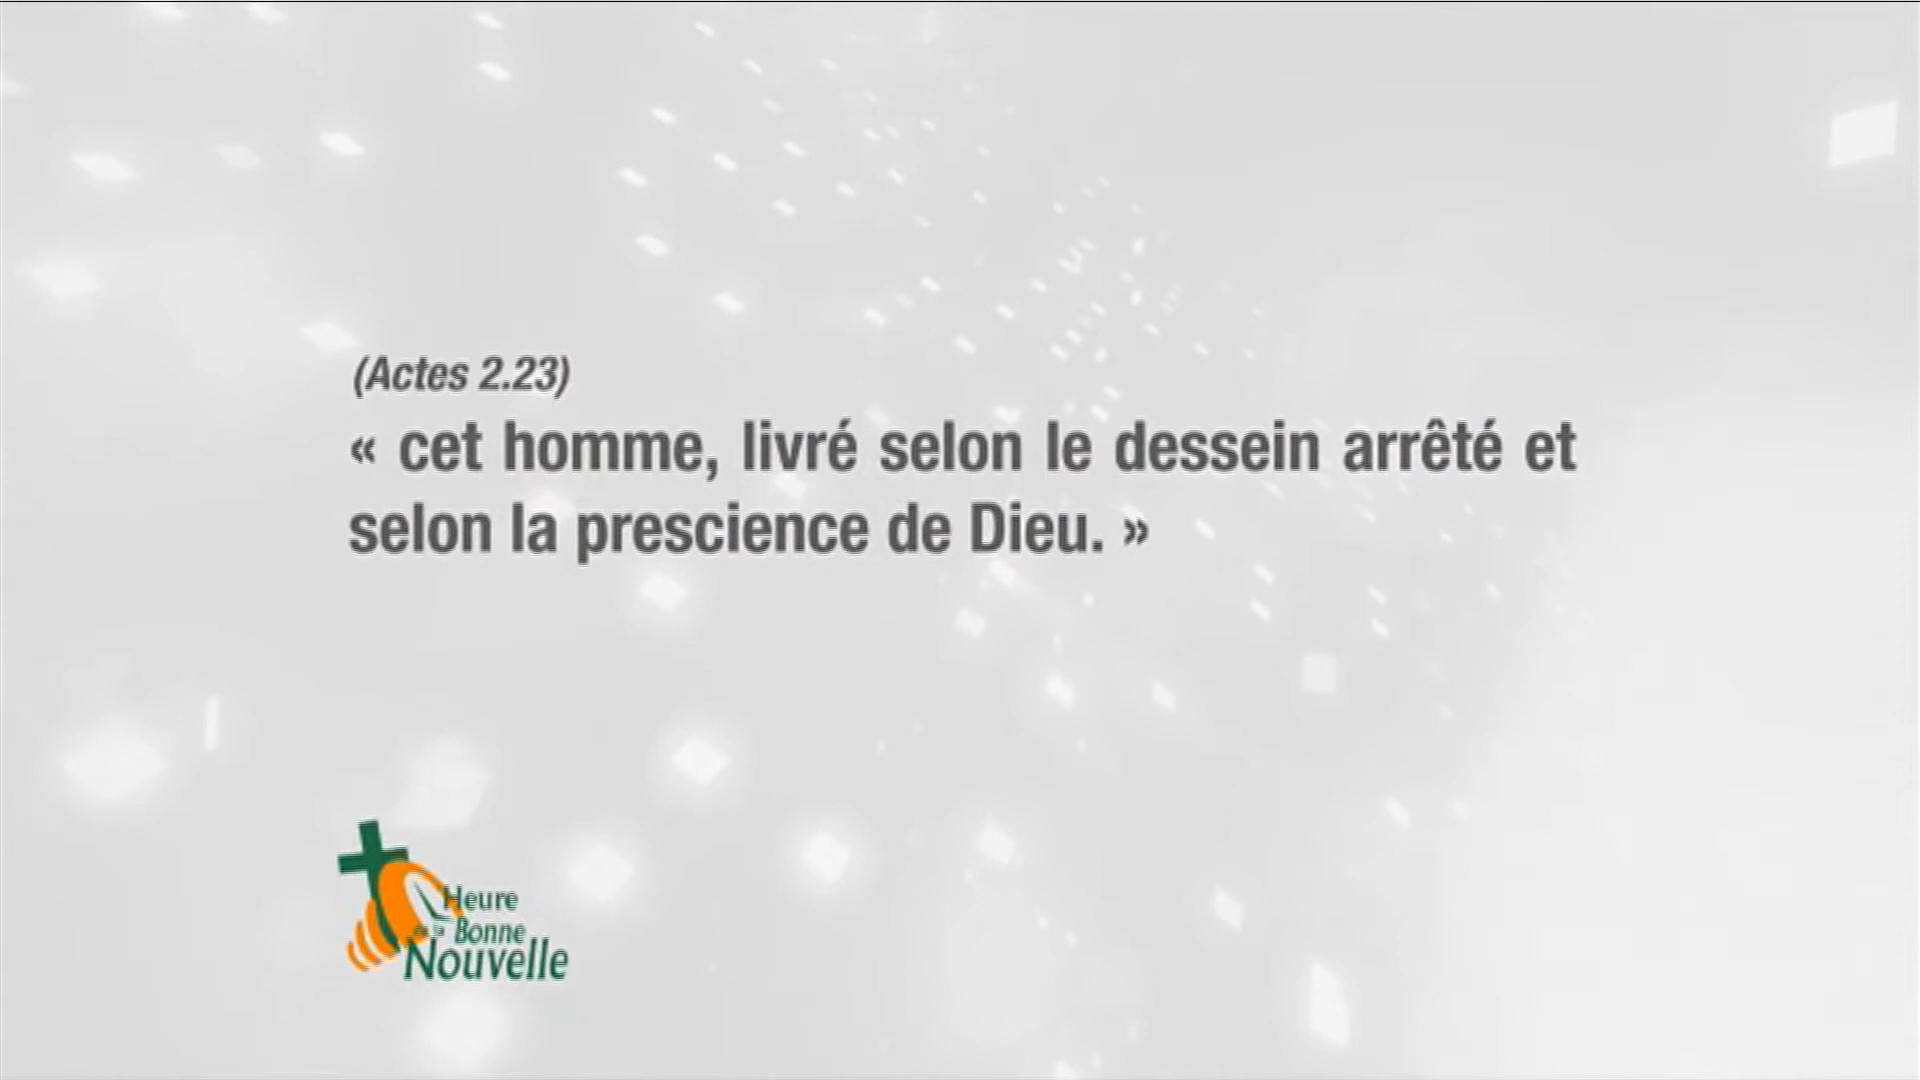 (Actes 2.23)
« cet homme, livré selon le dessein arrêté et
selon la prescience de Dieu. »
Heure
de la Bonne
Nouvelle